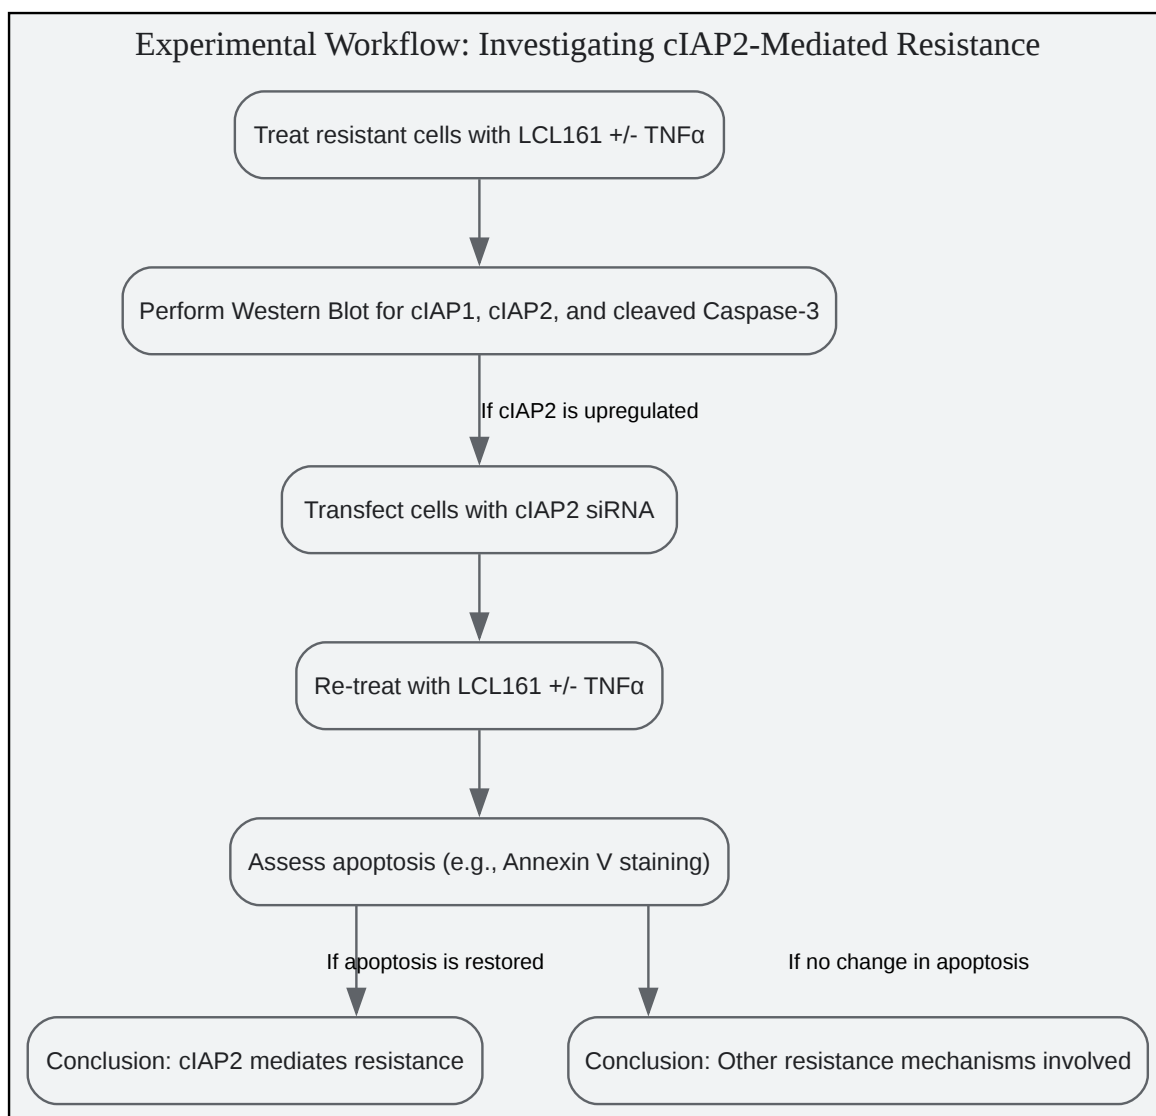 Experimental Workflow: Investigating cIAP2-Mediated Resistance
Treat resistant cells with LCL161 +/- TNFα
Perform Western Blot for cIAP1, cIAP2, and cleaved Caspase-3
If cIAP2 is upregulated
Transfect cells with cIAP2 siRNA
Re-treat with LCL161 +/- TNFα
Assess apoptosis (e.g., Annexin V staining)
If apoptosis is restored
If no change in apoptosis
Conclusion: cIAP2 mediates resistance
Conclusion: Other resistance mechanisms involved